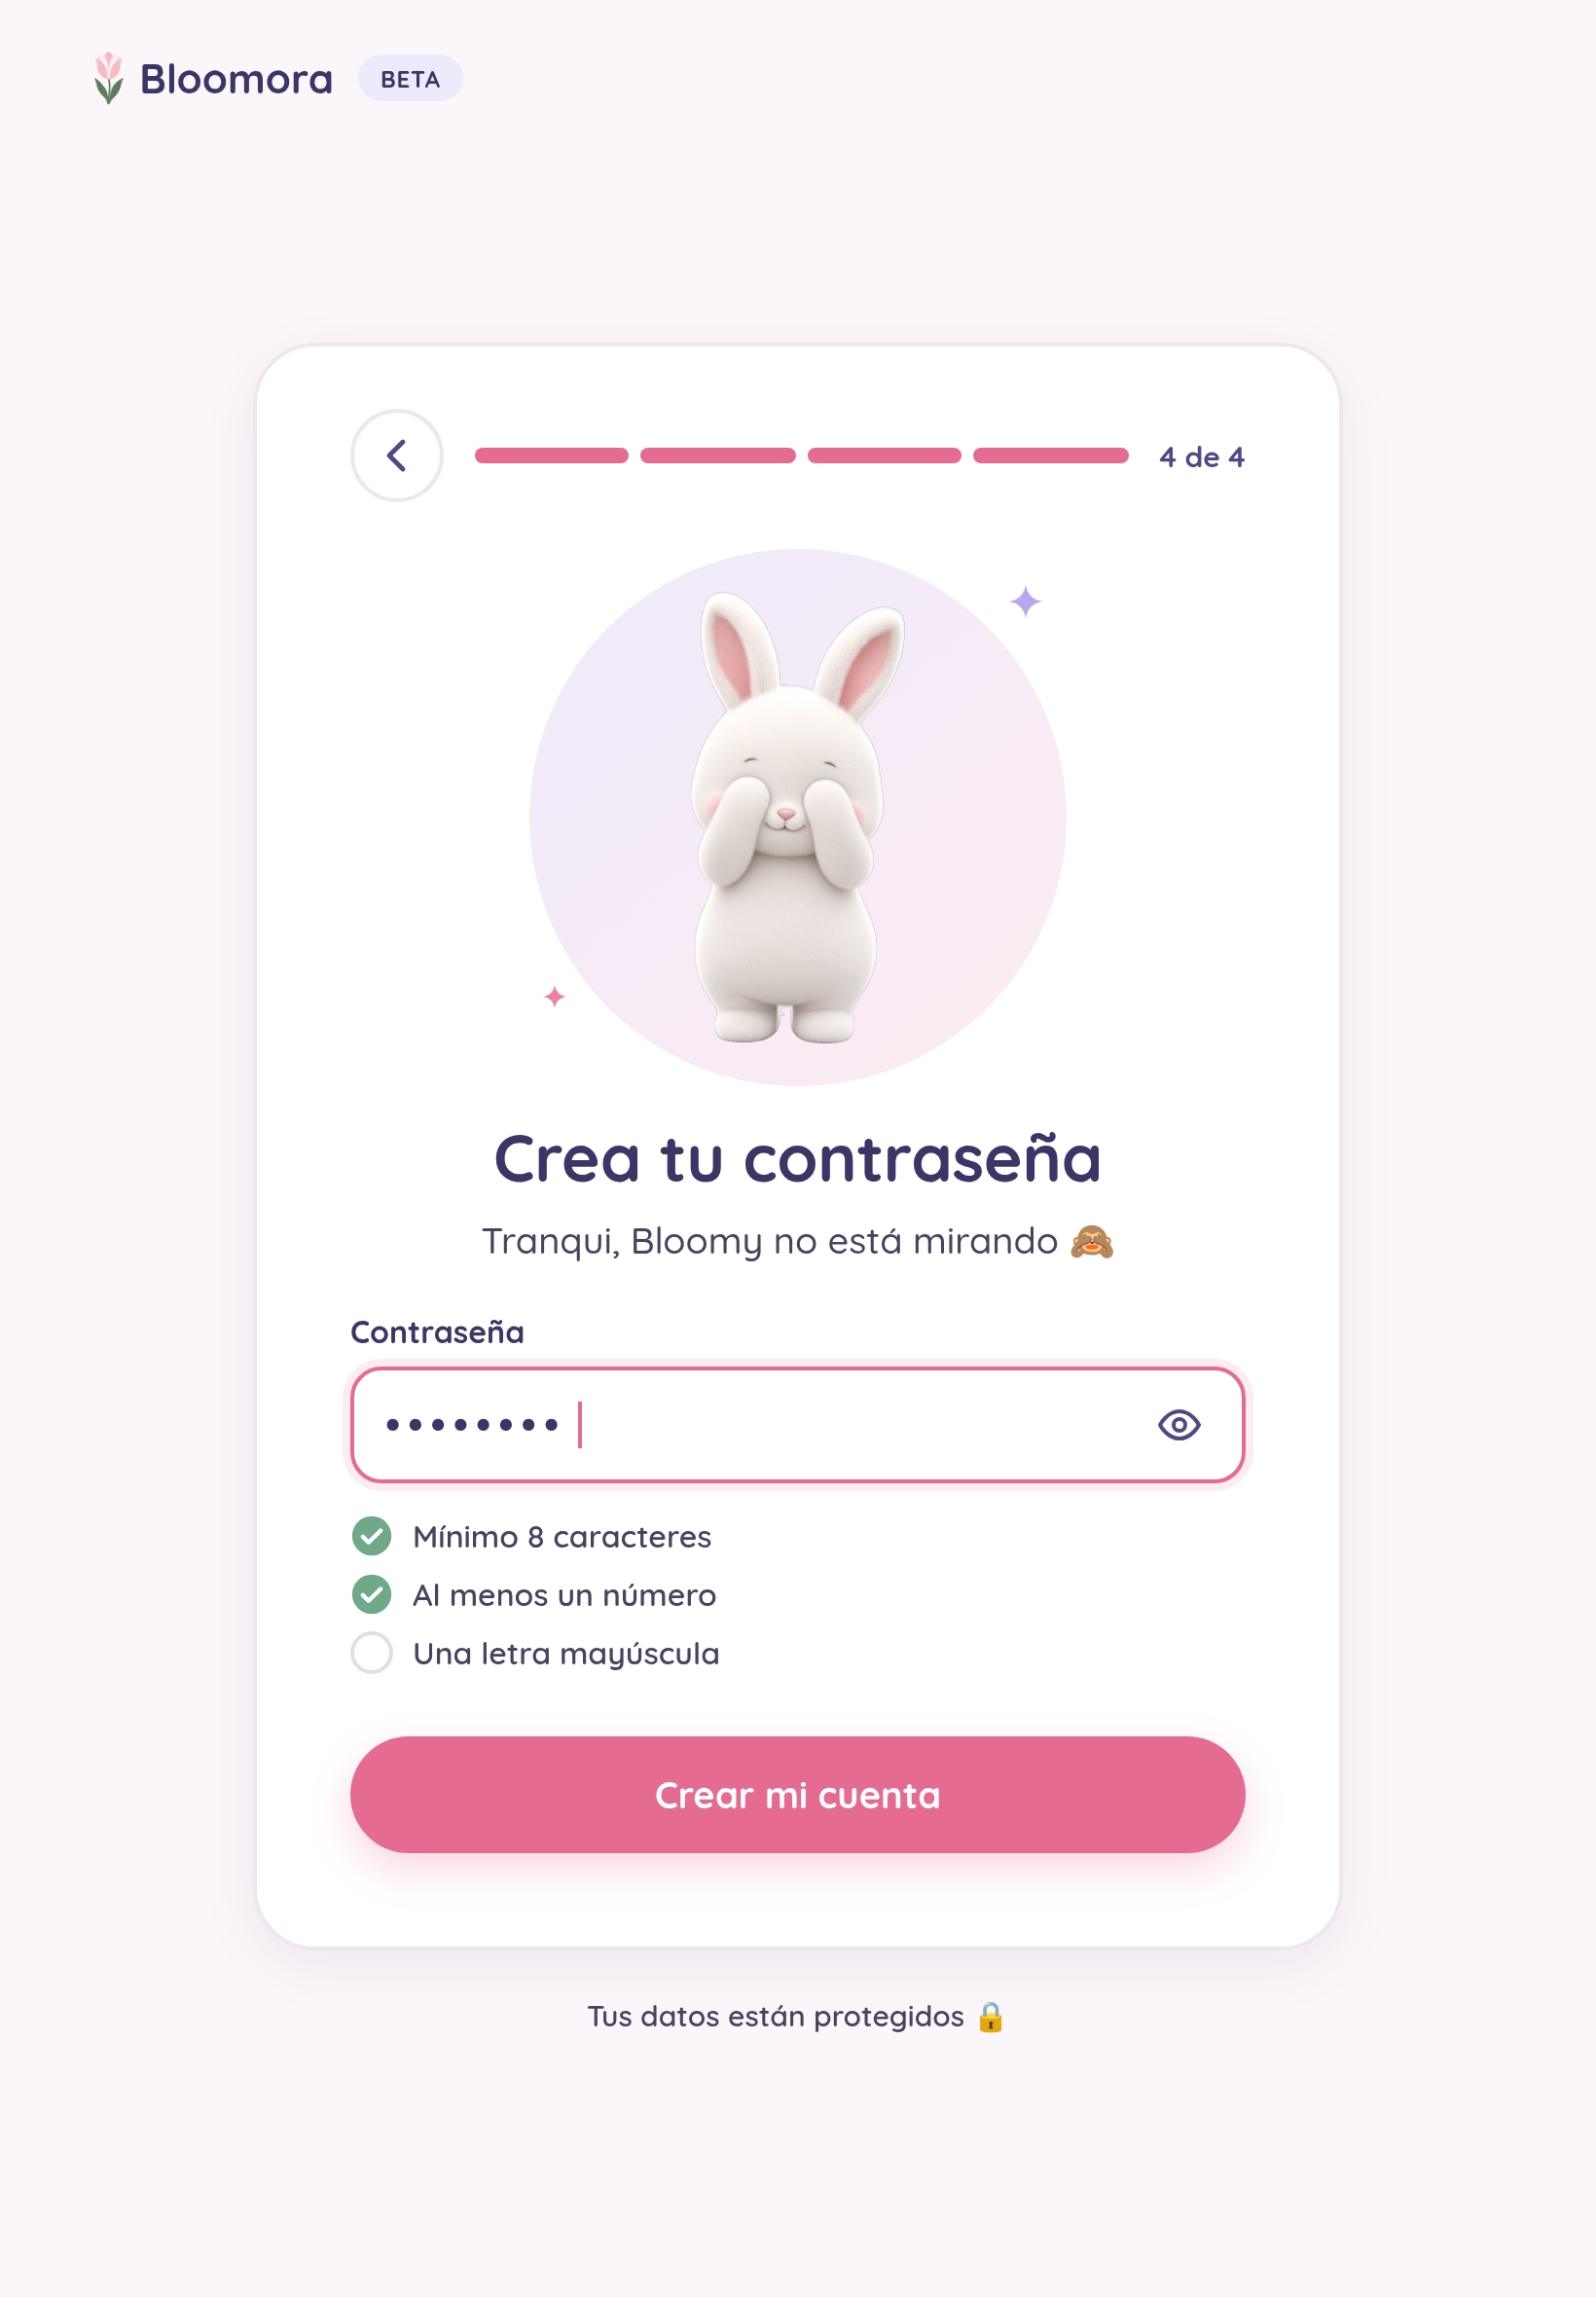 Bloomora BETA
4 de 4
Crea tu contraseña
Tranqui, Bloomy no está mirando 🙈
Contraseña
••••••••
Mínimo 8 caracteres
Al menos un número
Una letra mayúscula
Crear mi cuenta
Tus datos están protegidos 🔒